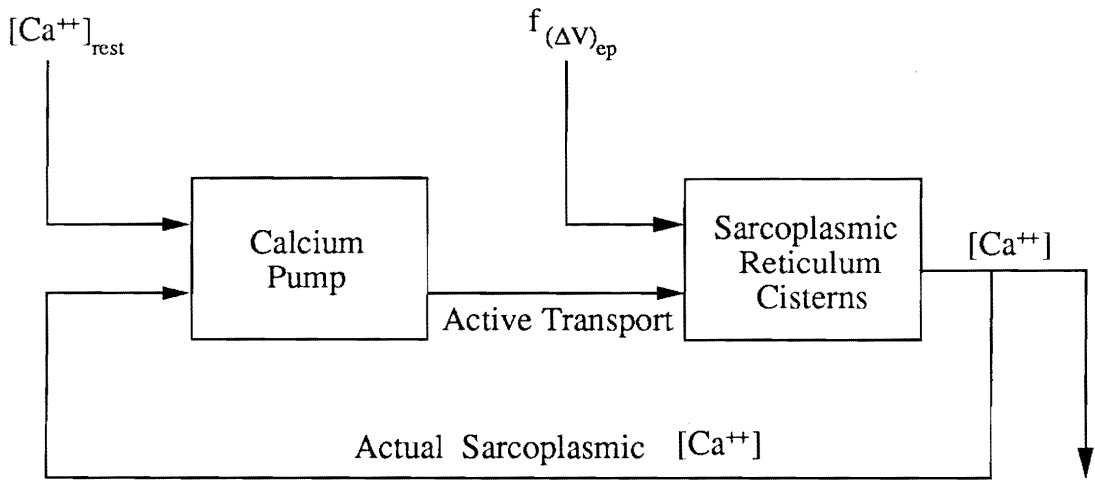 [Ca⁺⁺]rest
f(ΔV)ep
Calcium
Pump
Active Transport
Sarcoplasmic
Reticulum
Cisterns
[Ca⁺⁺]
Actual Sarcoplasmic [Ca⁺⁺]